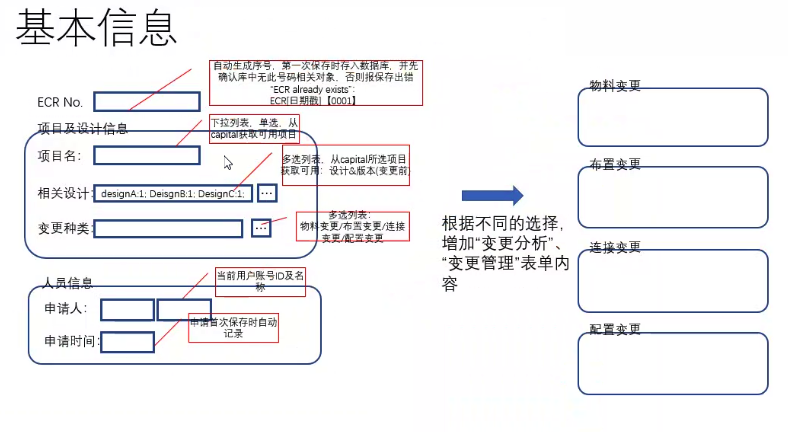 基本信息
自动生成序号，第一次保存时存入数据库，并先
确认库中无此号码相关对象，否则报保存出错
“ECR already exists”：
ECR[日期戳]【0001】
ECR No.
项目及设计信息
下拉列表，单选，从
capital获取可用项目
项目名：
多选列表，从capital所选项目
获取可用：设计&版本(变更前)
相关设计：
designA:1; DeisgnB:1; DesignC:1;
...
变更种类：
...
多选列表：
物料变更/布置变更/连接
变更/配置变更
人员信息
当前用户账号ID及名
称
申请人：
申请首次保存时自动
记录
申请时间：
根据不同的选择，
增加“变更分析”、
“变更管理”表单内
容
物料变更
布置变更
连接变更
配置变更